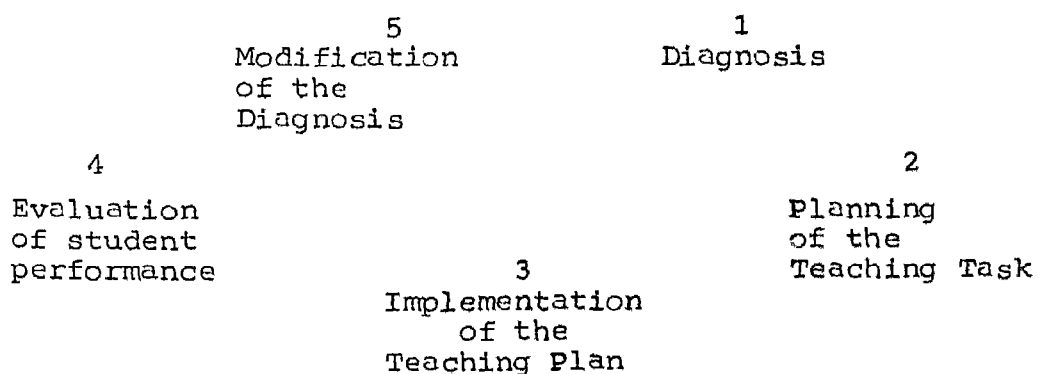 5
Modification
of the
Diagnosis
1
Diagnosis
2
Planning
of the
Teaching Task
3
Implementation
of the
Teaching Plan
4
Evaluation
of student
performance